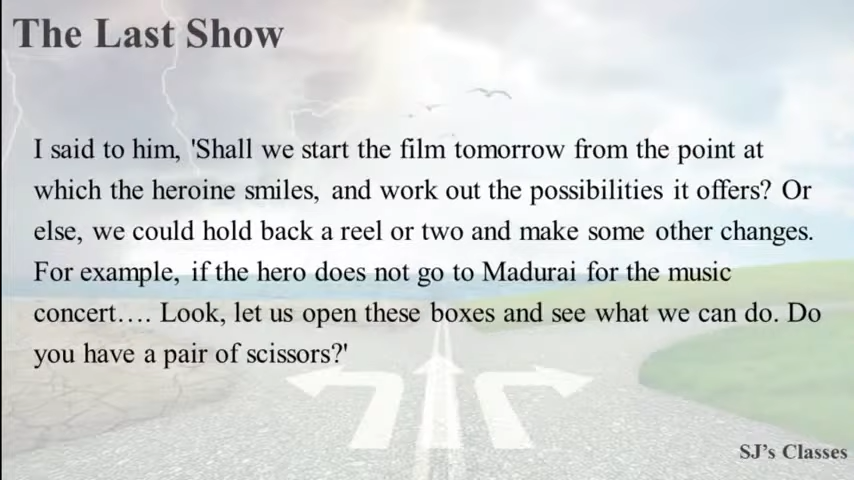 The Last Show
I said to him, 'Shall we start the film tomorrow from the point at
which the heroine smiles, and work out the possibilities it offers? Or
else, we could hold back a reel or two and make some other changes.
For example, if the hero does not go to Madurai for the music
concert…. Look, let us open these boxes and see what we can do. Do
you have a pair of scissors?'
SJ's Classes